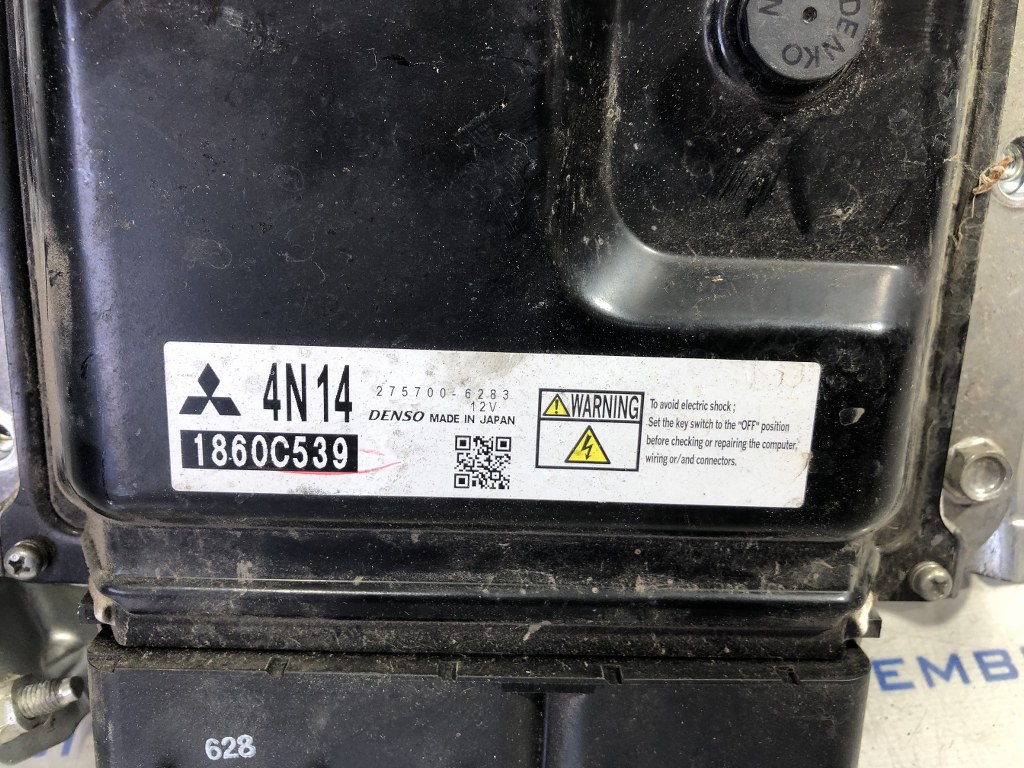 DENKO
N
4N14
275700-6283
12V
DENSO MADE IN JAPAN
1860C539
WARNING
To avoid electric shock ;
Set the key switch to the "OFF" position
before checking or repairing the computer,
wiring or/and connectors.
EMB
628